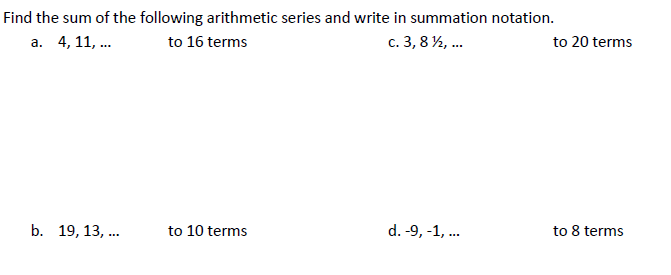 Find the sum of the following arithmetic series and write in summation notation.
a. 4, 11, ... to 16 terms c. 3, 8 ½, ... to 20 terms
b. 19, 13, ... to 10 terms d. -9, -1, ... to 8 terms